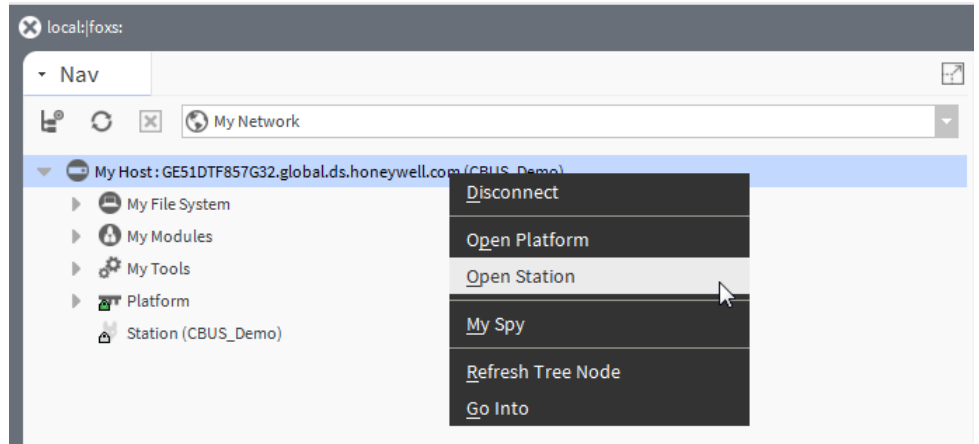 local:|foxs:
Nav
My Network
My Host : GE51DTF857G32.global.ds.honeywell.com (CBUS_Demo)
Disconnect
My File System
My Modules
Open Platform
My Tools
Open Station
Platform
Station (CBUS_Demo)
My Spy
Refresh Tree Node
Go Into